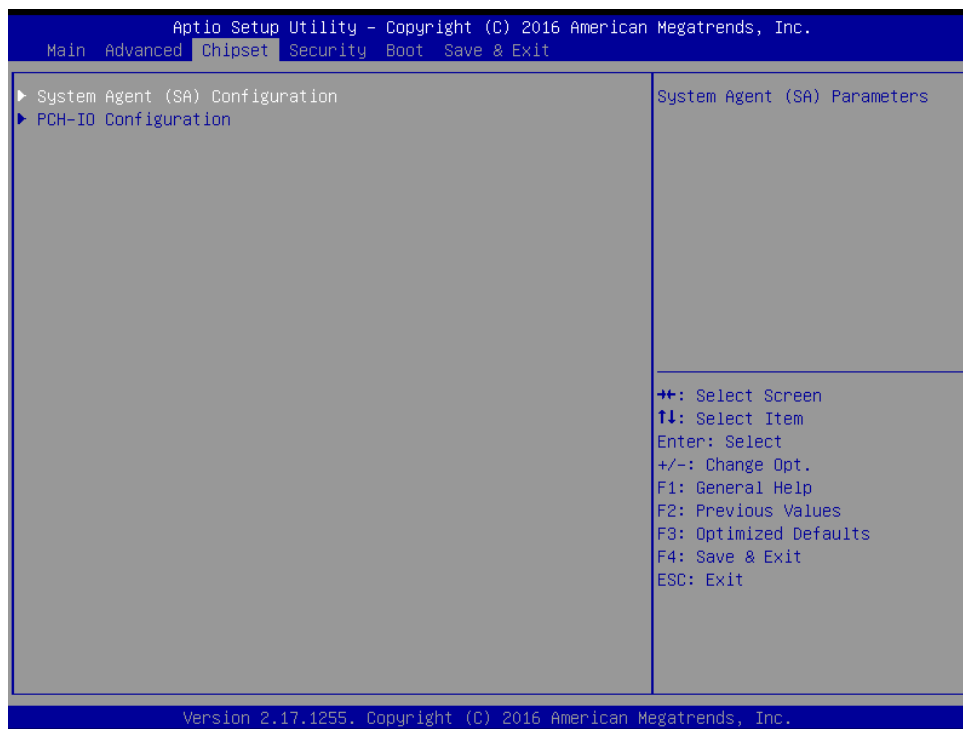 Aptio Setup Utility – Copyright (C) 2016 American Megatrends, Inc.
Main Advanced Chipset Security Boot Save & Exit
▶ System Agent (SA) Configuration
▶ PCH-IO Configuration
System Agent (SA) Parameters
→←: Select Screen
↑↓: Select Item
Enter: Select
+/-: Change Opt.
F1: General Help
F2: Previous Values
F3: Optimized Defaults
F4: Save & Exit
ESC: Exit
Version 2.17.1255. Copyright (C) 2016 American Megatrends, Inc.